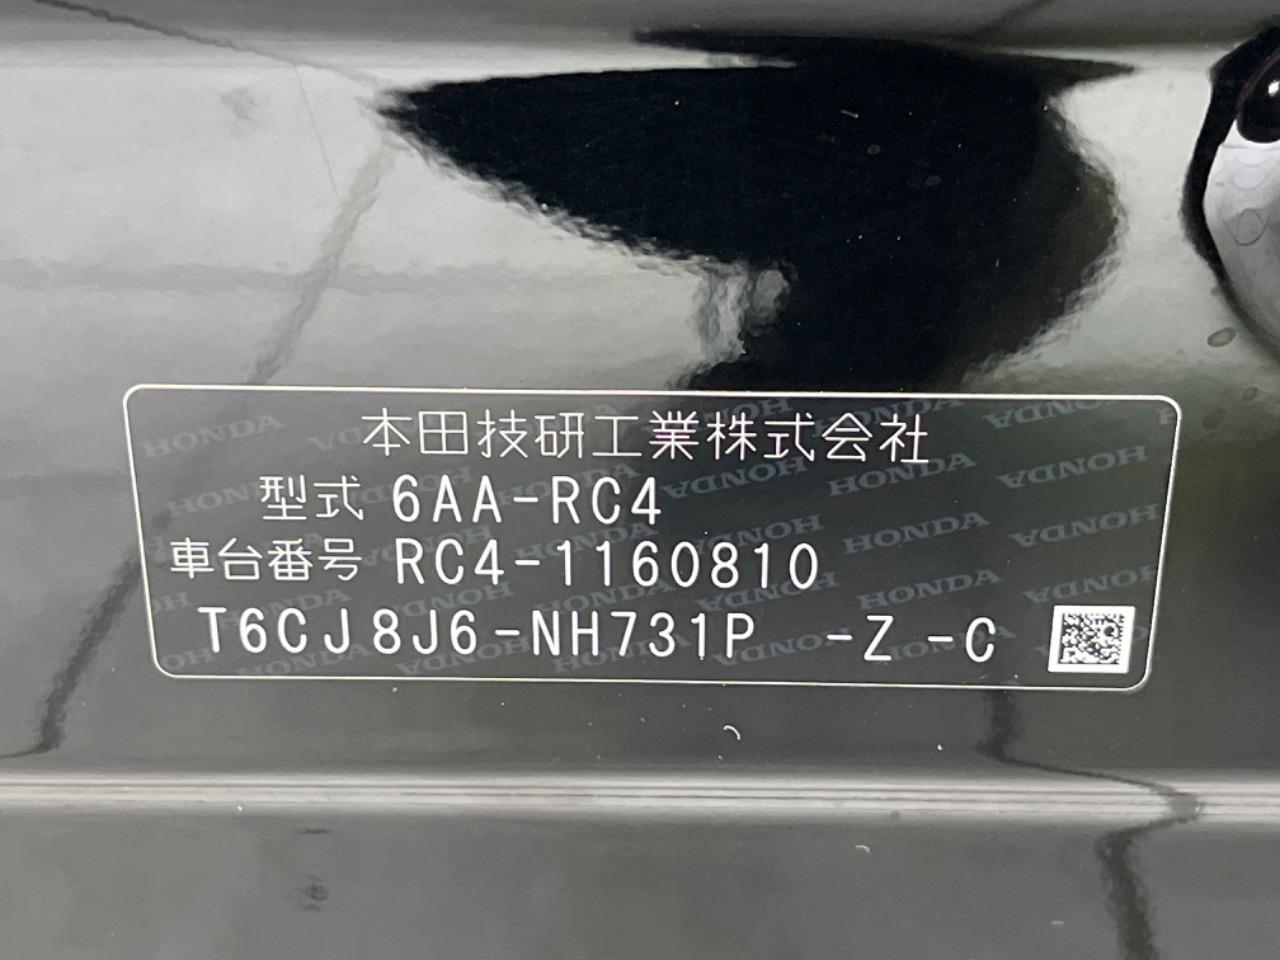 本田技研工業株式会社
型式 6AA-RC4
車台番号 RC4-1160810
T6CJ8J6-NH731P -Z-C